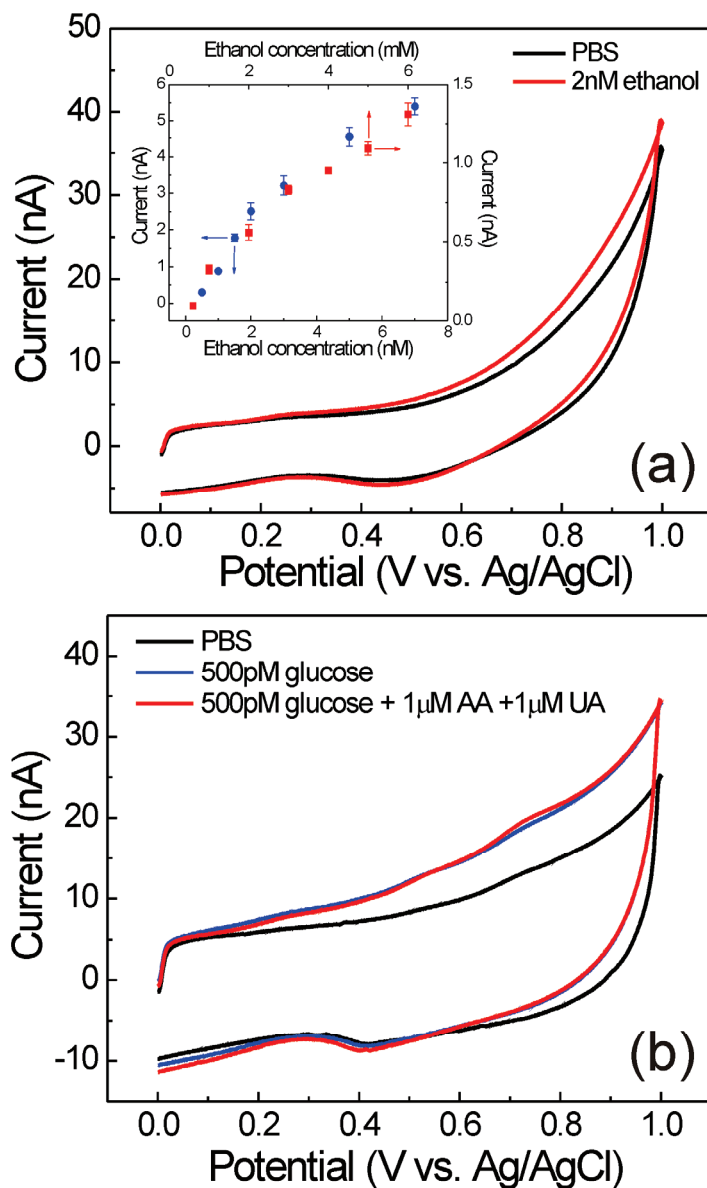 50
40
30
20
10
0
Current (nA)
PBS
2nM ethanol
Ethanol concentration (mM)
0 2 4 6
6
5
4
3
2
1
0
Current (nA)
1.5
1.0
0.5
0.0
Current (nA)
0 2 4 6 8
Ethanol concentration (nM)
(a)
0.0 0.2 0.4 0.6 0.8 1.0
Potential (V vs. Ag/AgCl)
40
30
20
10
0
-10
Current (nA)
PBS
500pM glucose
500pM glucose + 1μM AA +1μM UA
(b)
0.0 0.2 0.4 0.6 0.8 1.0
Potential (V vs. Ag/AgCl)